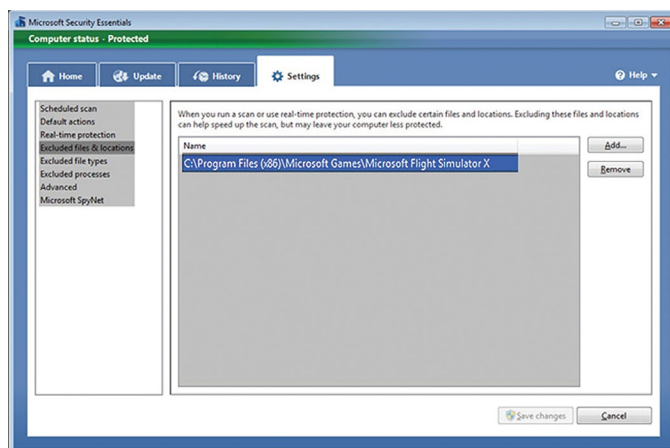 Microsoft Security Essentials
Computer status - Protected
Home
Update
History
Settings
Help
Scheduled scan
Default actions
Real-time protection
Excluded files & locations
Excluded file types
Excluded processes
Advanced
Microsoft SpyNet
When you run a scan or use real-time protection, you can exclude certain files and locations. Excluding these files and locations
can help speed up the scan, but may leave your computer less protected.
Name
C:\Program Files (x86)\Microsoft Games\Microsoft Flight Simulator X
Add...
Remove
Save changes
Cancel